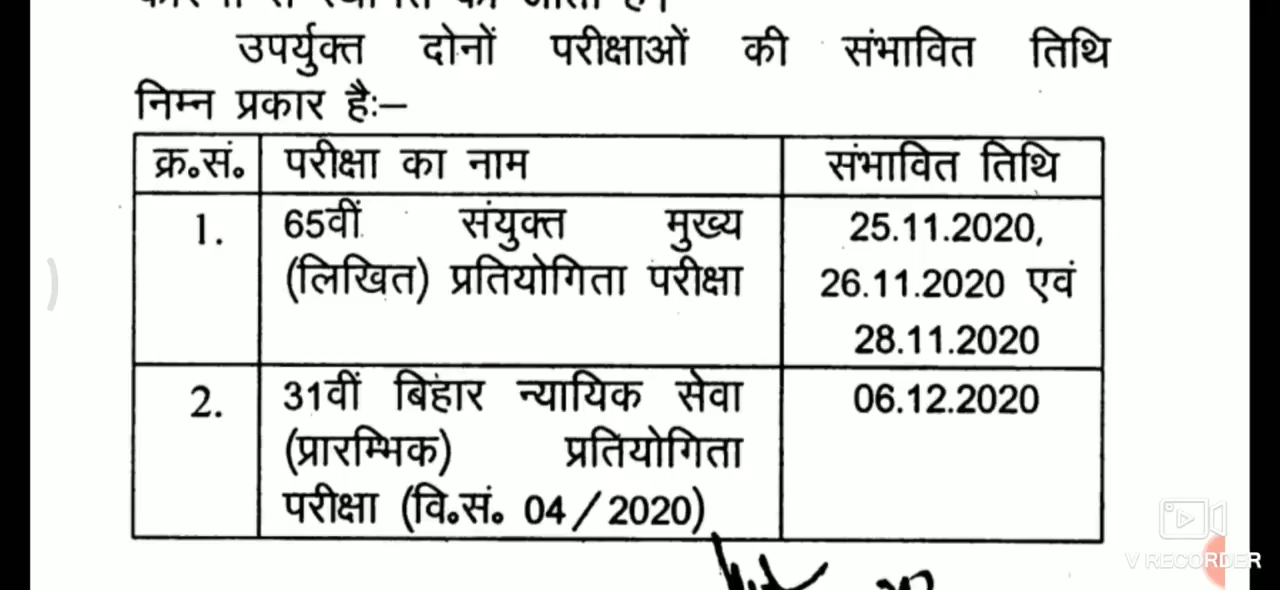 उपर्युक्त दोनों परीक्षाओं की संभावित तिथि
निम्न प्रकार है:–
क्र.सं. परीक्षा का नाम संभावित तिथि
1. 65वीं संयुक्त मुख्य 25.11.2020,
(लिखित) प्रतियोगिता परीक्षा 26.11.2020 एवं
28.11.2020
2. 31वीं बिहार न्यायिक सेवा 06.12.2020
(प्रारम्भिक) प्रतियोगिता
परीक्षा (वि.सं. 04/2020)
V RECORDER